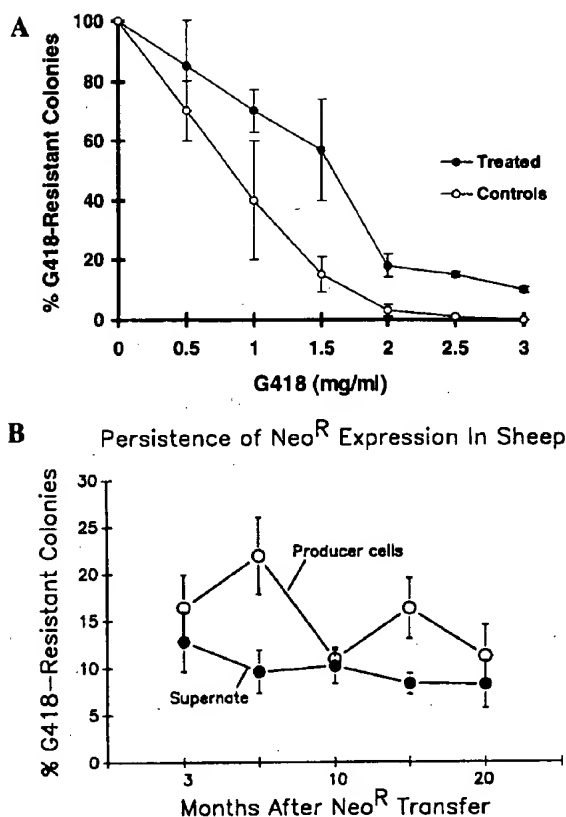 A
100
80
60
40
20
0
% G418-Resistant Colonies
Treated
Controls
0 0.5 1 1.5 2 2.5 3
G418 (mg/ml)
B
Persistence of NeoR Expression In Sheep
30
25
20
15
10
5
0
% G418-Resistant Colonies
Producer cells
Supernate
3 10 20
Months After NeoR Transfer